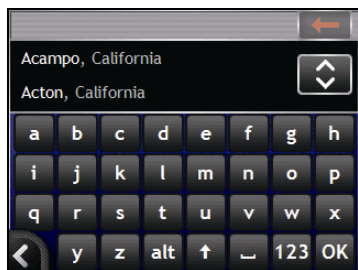 Acampo, California
Acton, California
a b c d e f g h
i j k l m n o p
q r s t u v w x
y z alt 123 OK